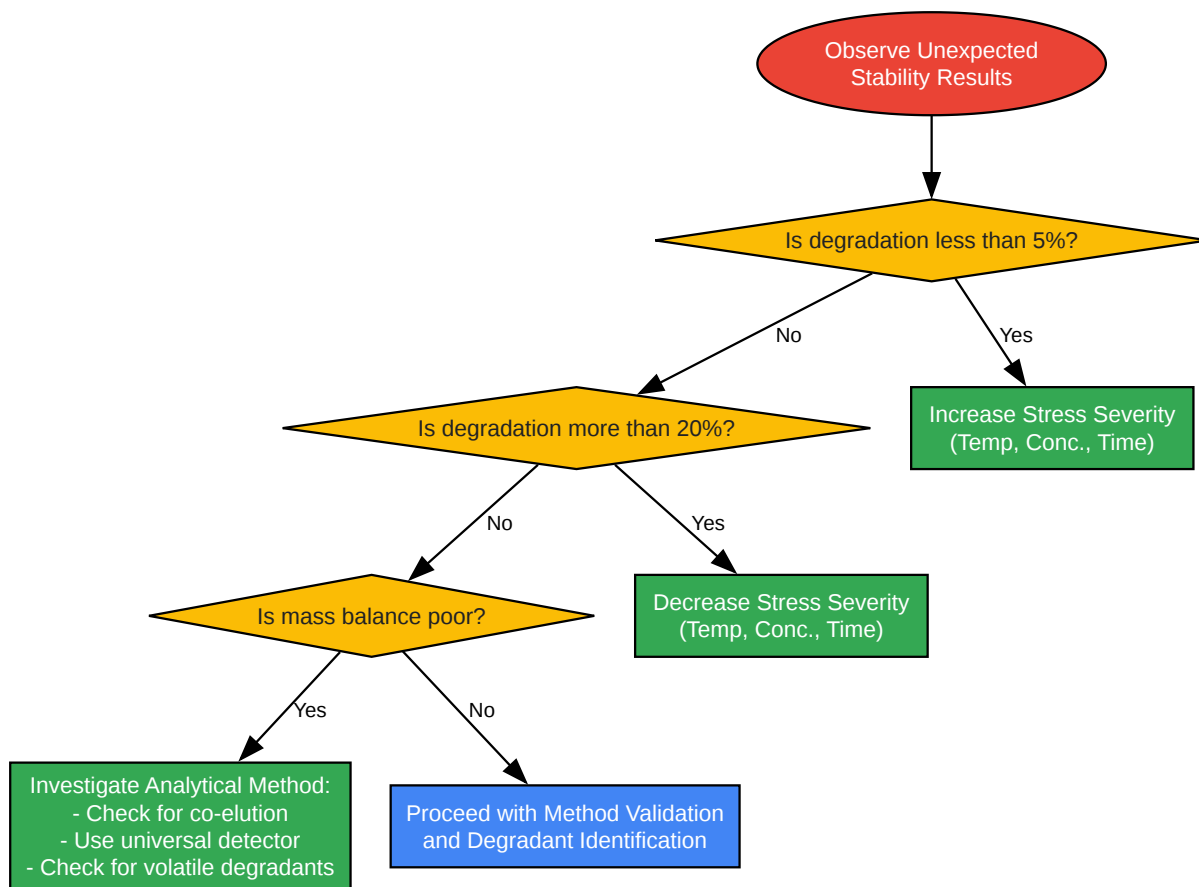 Observe Unexpected
Stability Results
Is degradation less than 5%?
No
Yes
Is degradation more than 20%?
Increase Stress Severity
(Temp, Conc., Time)
No
Yes
Is mass balance poor?
Decrease Stress Severity
(Temp, Conc., Time)
Yes
No
Investigate Analytical Method:
- Check for co-elution
- Use universal detector
- Check for volatile degradants
Proceed with Method Validation
and Degradant Identification